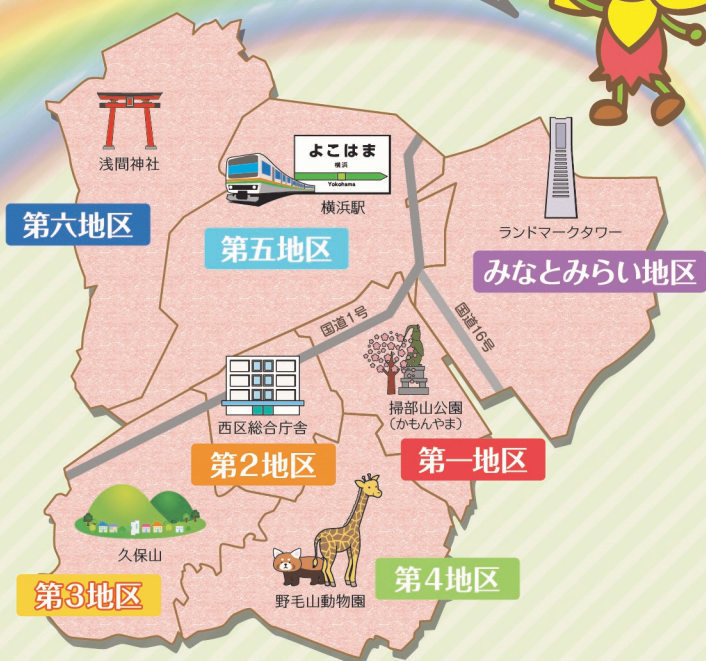 浅間神社
よこはま
横浜
Yokohama
横浜駅
第六地区
第五地区
ランドマークタワー
みなとみらい地区
国道1号
国道16号
西区総合庁舎
掃部山公園
(かもんやま)
第2地区
第一地区
久保山
第3地区
野毛山動物園
第4地区